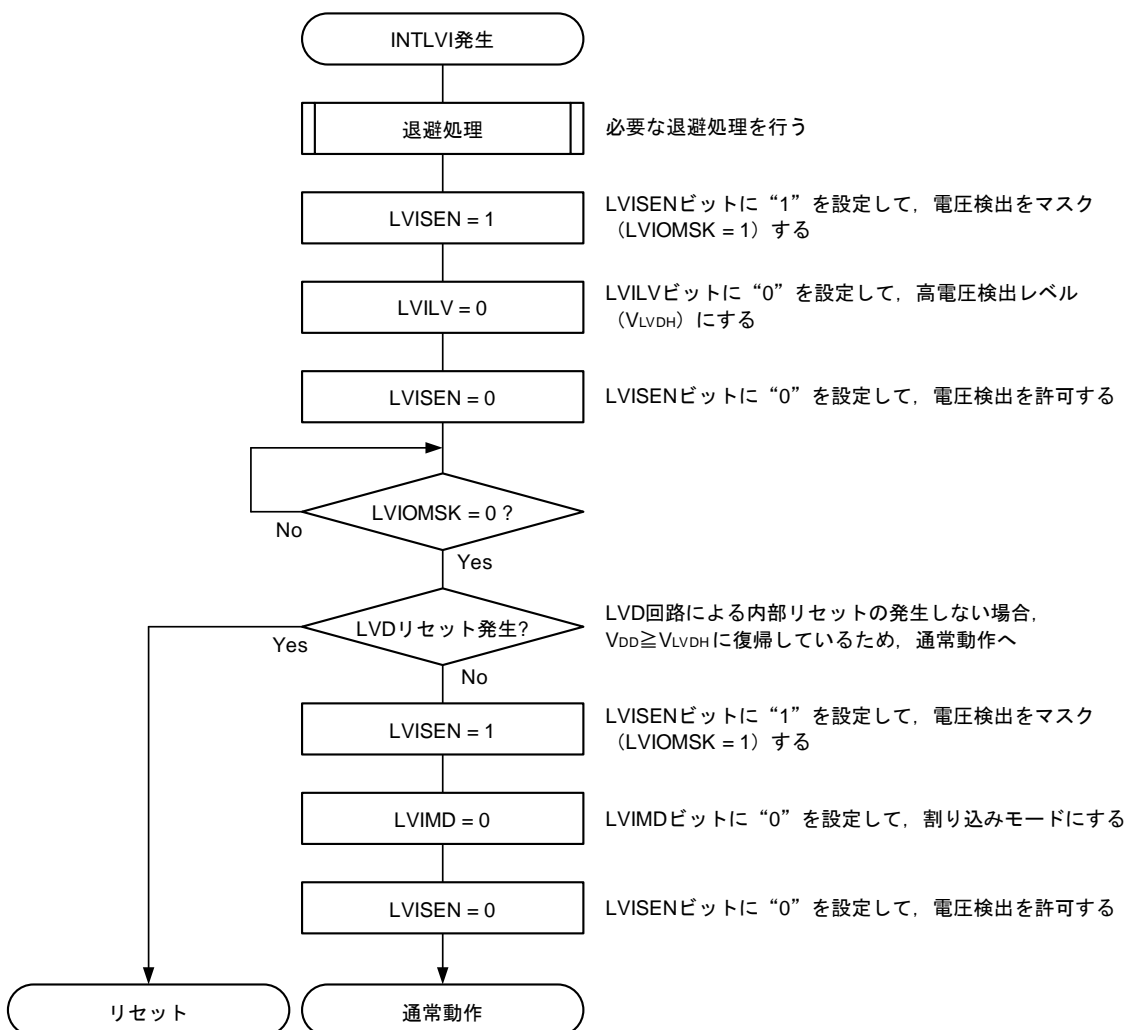 INTLVI発生
退避処理
必要な退避処理を行う
LVISEN = 1
LVISENビットに“1”を設定して，電圧検出をマスク
（LVIOMSK = 1）する
LVILV = 0
LVILVビットに“0”を設定して，高電圧検出レベル
（VLVDH）にする
LVISEN = 0
LVISENビットに“0”を設定して，電圧検出を許可する
LVIOMSK = 0 ?
No
Yes
LVDリセット発生?
LVD回路による内部リセットの発生しない場合，
VDD≧VLVDHに復帰しているため，通常動作へ
Yes
No
LVISEN = 1
LVISENビットに“1”を設定して，電圧検出をマスク
（LVIOMSK = 1）する
LVIMD = 0
LVIMDビットに“0”を設定して，割り込みモードにする
LVISEN = 0
LVISENビットに“0”を設定して，電圧検出を許可する
リセット
通常動作